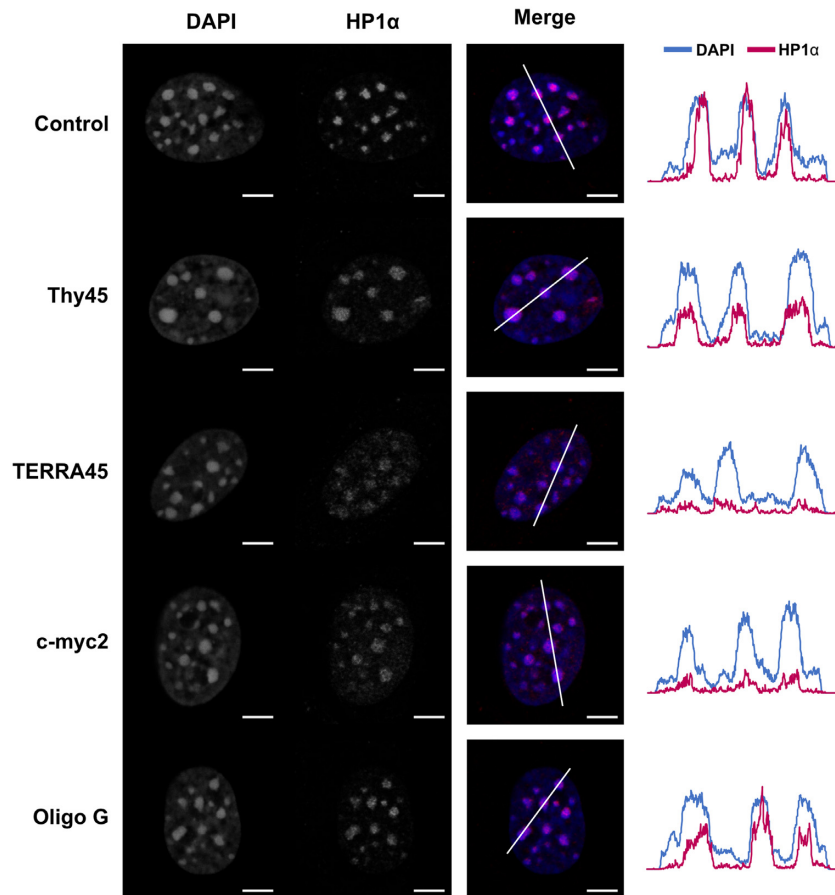 DAPI HP1α Merge
DAPI HP1α
Control
Thy45
TERRA45
c-myc2
Oligo G